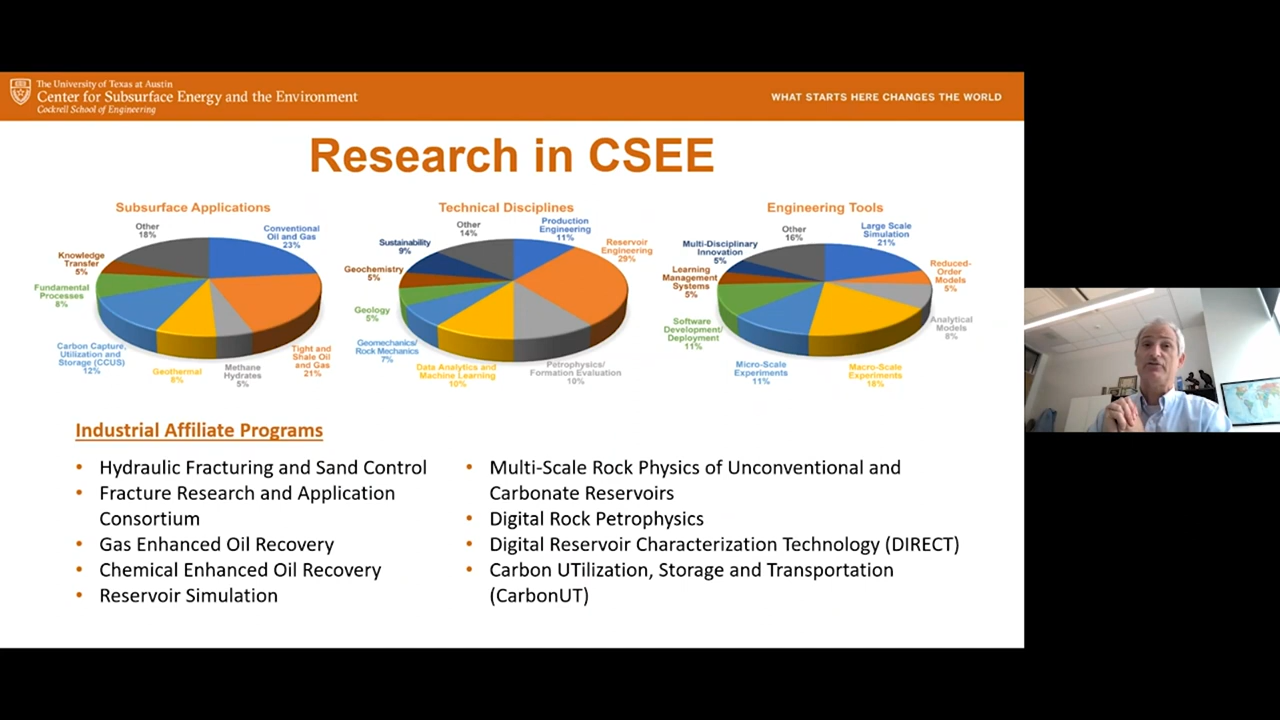 The University of Texas at Austin
Center for Subsurface Energy and the Environment
Cockrell School of Engineering
WHAT STARTS HERE CHANGES THE WORLD
Research in CSEE
Subsurface Applications
Other
18%
Conventional
Oil and Gas
23%
Knowledge
Transfer
5%
Fundamental
Processes
8%
Carbon Capture,
Utilization and
Storage (CCUS)
12%
Geothermal
8%
Methane
Hydrates
5%
Tight and
Shale Oil
and Gas
21%
Technical Disciplines
Other
14%
Production
Engineering
11%
Sustainability
9%
Reservoir
Engineering
29%
Geochemistry
5%
Geology
5%
Geomechanics/
Rock Mechanics
7%
Data Analytics and
Machine Learning
10%
Petrophysics/
Formation Evaluation
10%
Engineering Tools
Other
16%
Large Scale
Simulation
21%
Multi-Disciplinary
Innovation
5%
Reduced-
Order
Models
5%
Learning
Management
Systems
5%
Analytical
Models
8%
Software
Development/
Deployment
11%
Micro-Scale
Experiments
11%
Macro-Scale
Experiments
18%
Industrial Affiliate Programs
• Hydraulic Fracturing and Sand Control
• Fracture Research and Application
Consortium
• Gas Enhanced Oil Recovery
• Chemical Enhanced Oil Recovery
• Reservoir Simulation
• Multi-Scale Rock Physics of Unconventional and
Carbonate Reservoirs
• Digital Rock Petrophysics
• Digital Reservoir Characterization Technology (DIRECT)
• Carbon UTilization, Storage and Transportation
(CarbonUT)